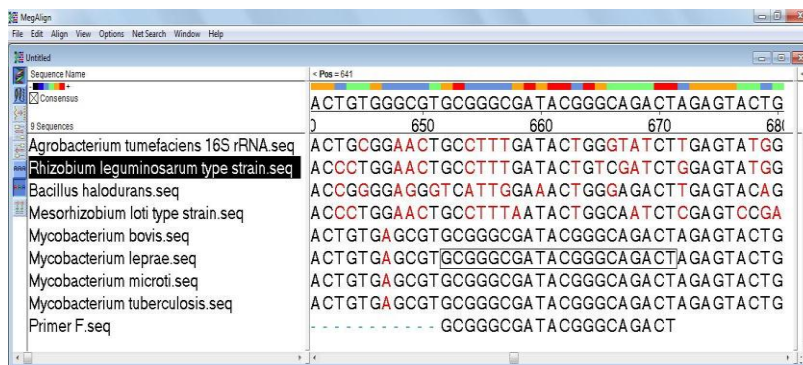 MegAlign
File Edit Align View Options Net Search Window Help
Untitled
Sequence Name
< Pos = 641
- +
Consensus
ACTGTGGGCGTGCGGGCGATACGGGCAGACTAGAGTACTG
9 Sequences
650 660 670 680
Agrobacterium tumefaciens 16S rRNA.seq ACTGCGGAACTGCCTTTGATACTGGGTATCTTGAGTATGG
Rhizobium leguminosarum type strain.seq ACCCTGGAACTGCCTTTGATACTGTCGATCTGGAGTATGG
Bacillus halodurans.seq ACCGGGGAGGGTCATTGGAAACTGGGAGACTTGAGTACAG
Mesorhizobium loti type strain.seq ACCCTGGAACTGCCTTTAATACTGGCAATCTCGAGTCCGA
Mycobacterium bovis.seq ACTGTGAGCGTGCGGGCGATACGGGCAGACTAGAGTACTG
Mycobacterium leprae.seq ACTGTGAGCGTGCGGGCGATACGGGCAGACTAGAGTACTG
Mycobacterium microti.seq ACTGTGAGCGTGCGGGCGATACGGGCAGACTAGAGTACTG
Mycobacterium tuberculosis.seq ACTGTGAGCGTGCGGGCGATACGGGCAGACTAGAGTACTG
Primer F.seq - - - - - - - - - - - GCGGGCGATACGGGCAGACT